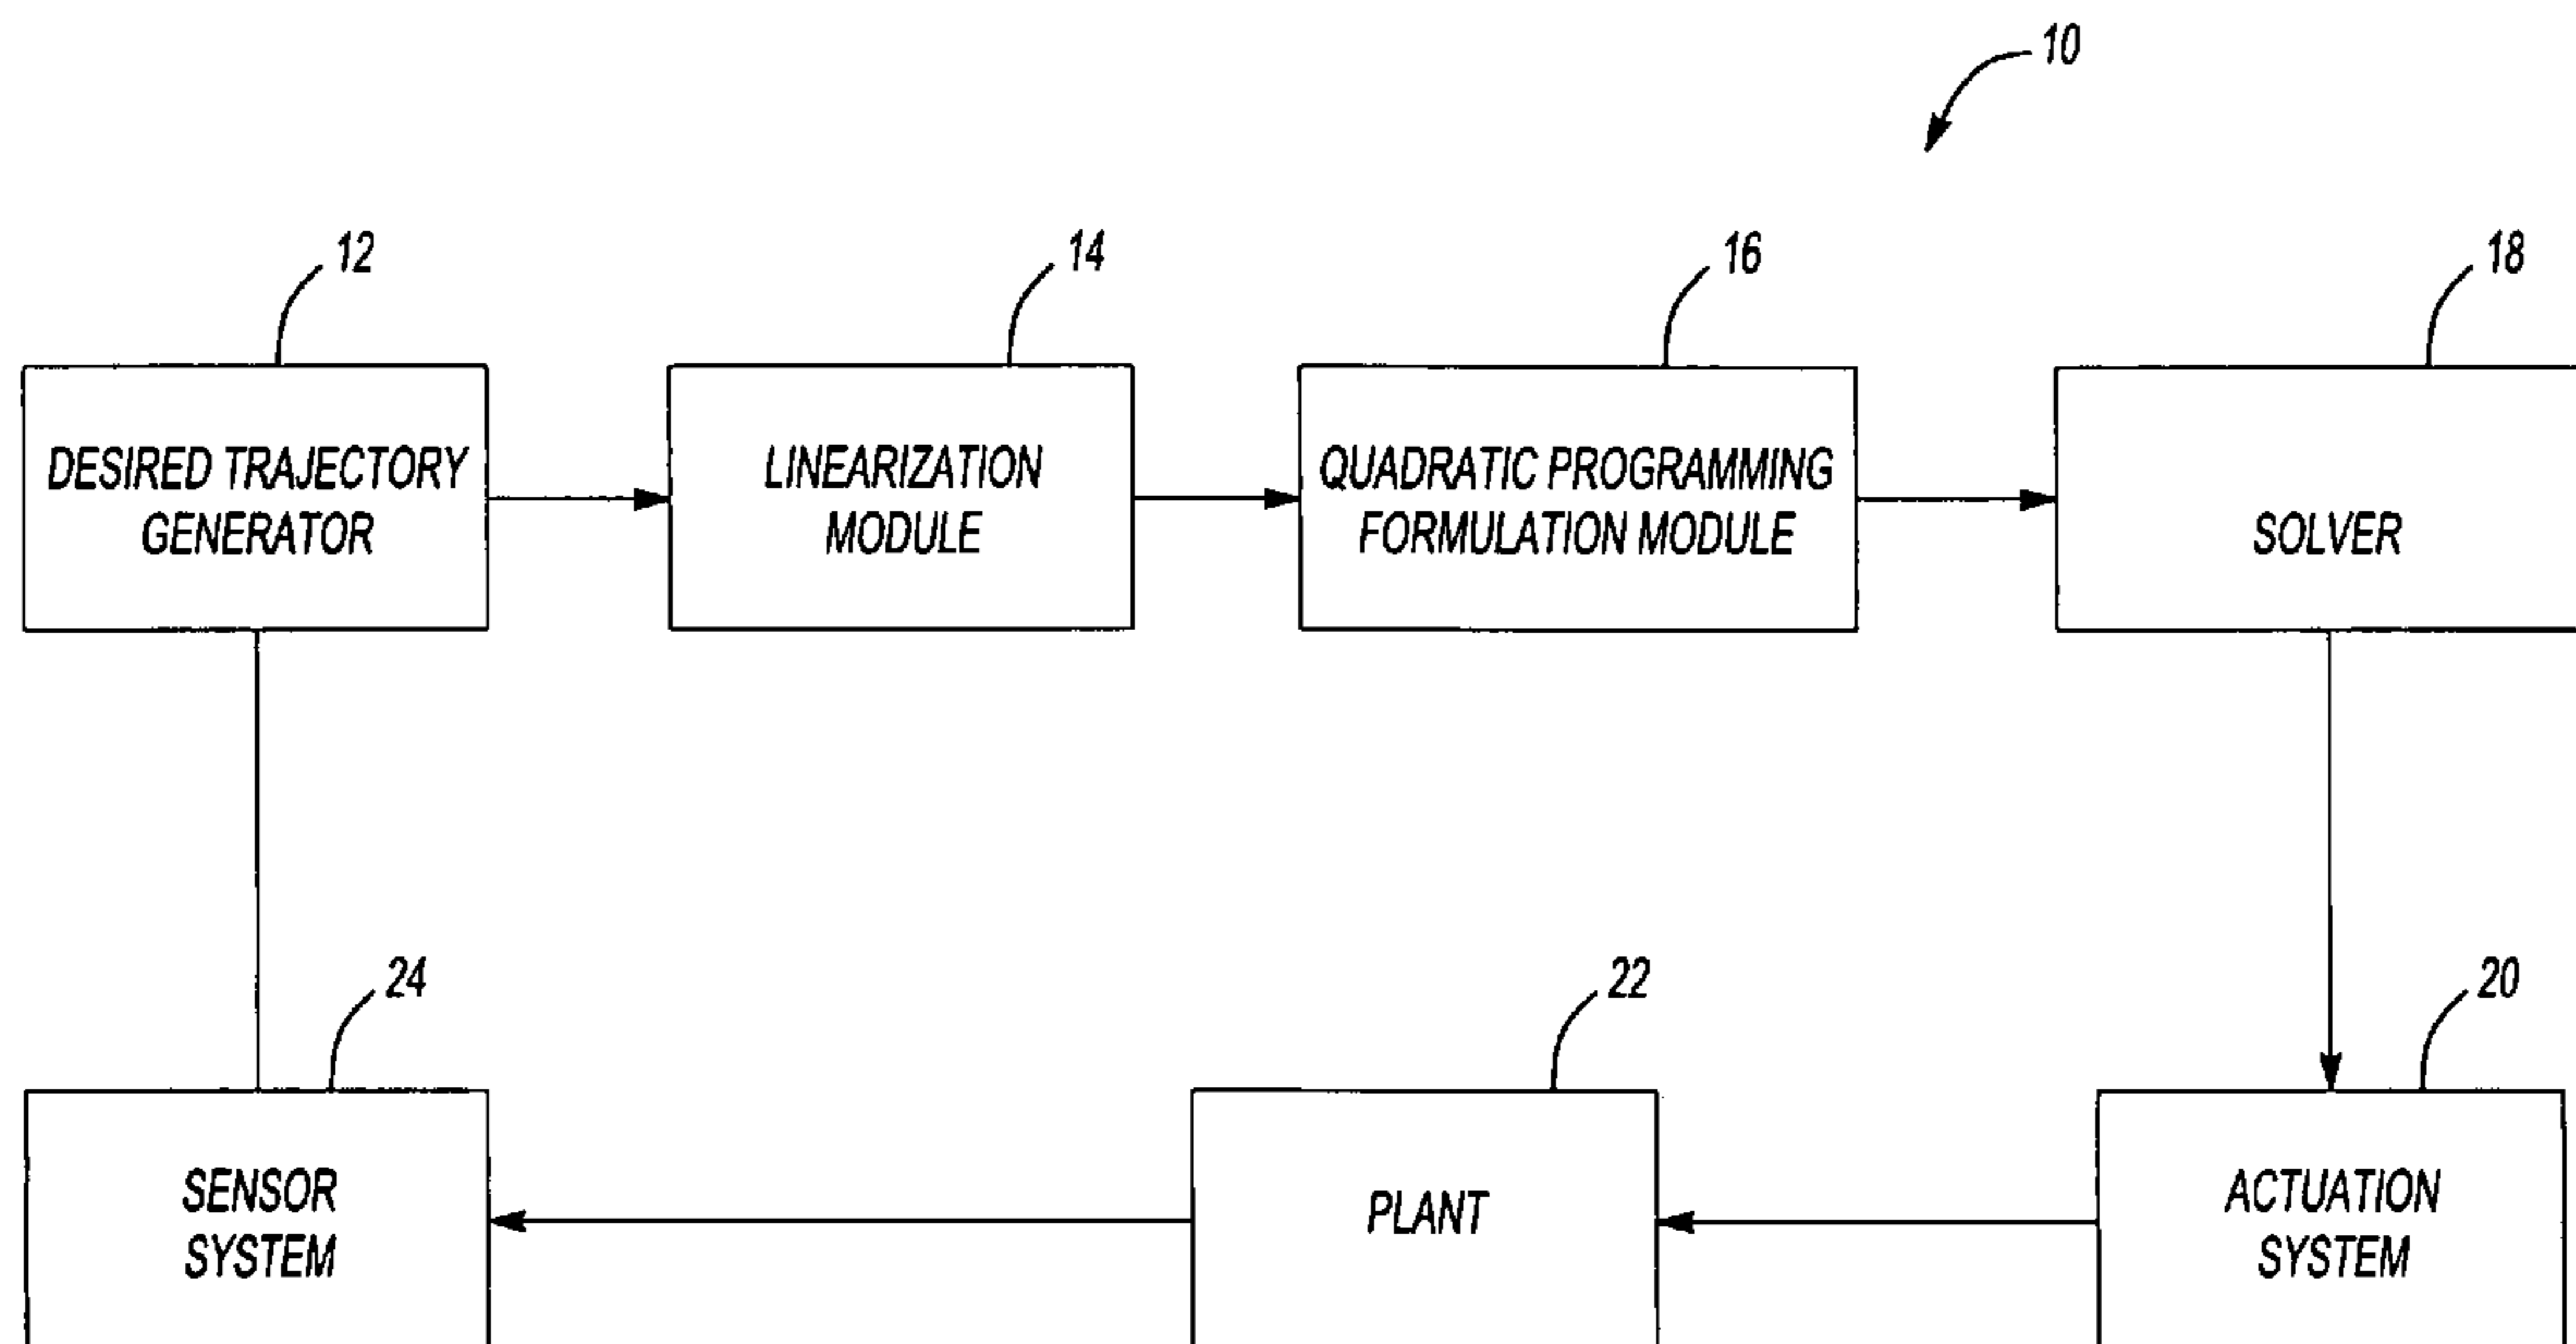 10
12
14
16
18
DESIRED TRAJECTORY
GENERATOR
LINEARIZATION
MODULE
QUADRATIC PROGRAMMING
FORMULATION MODULE
SOLVER
24
22
20
SENSOR
SYSTEM
PLANT
ACTUATION
SYSTEM